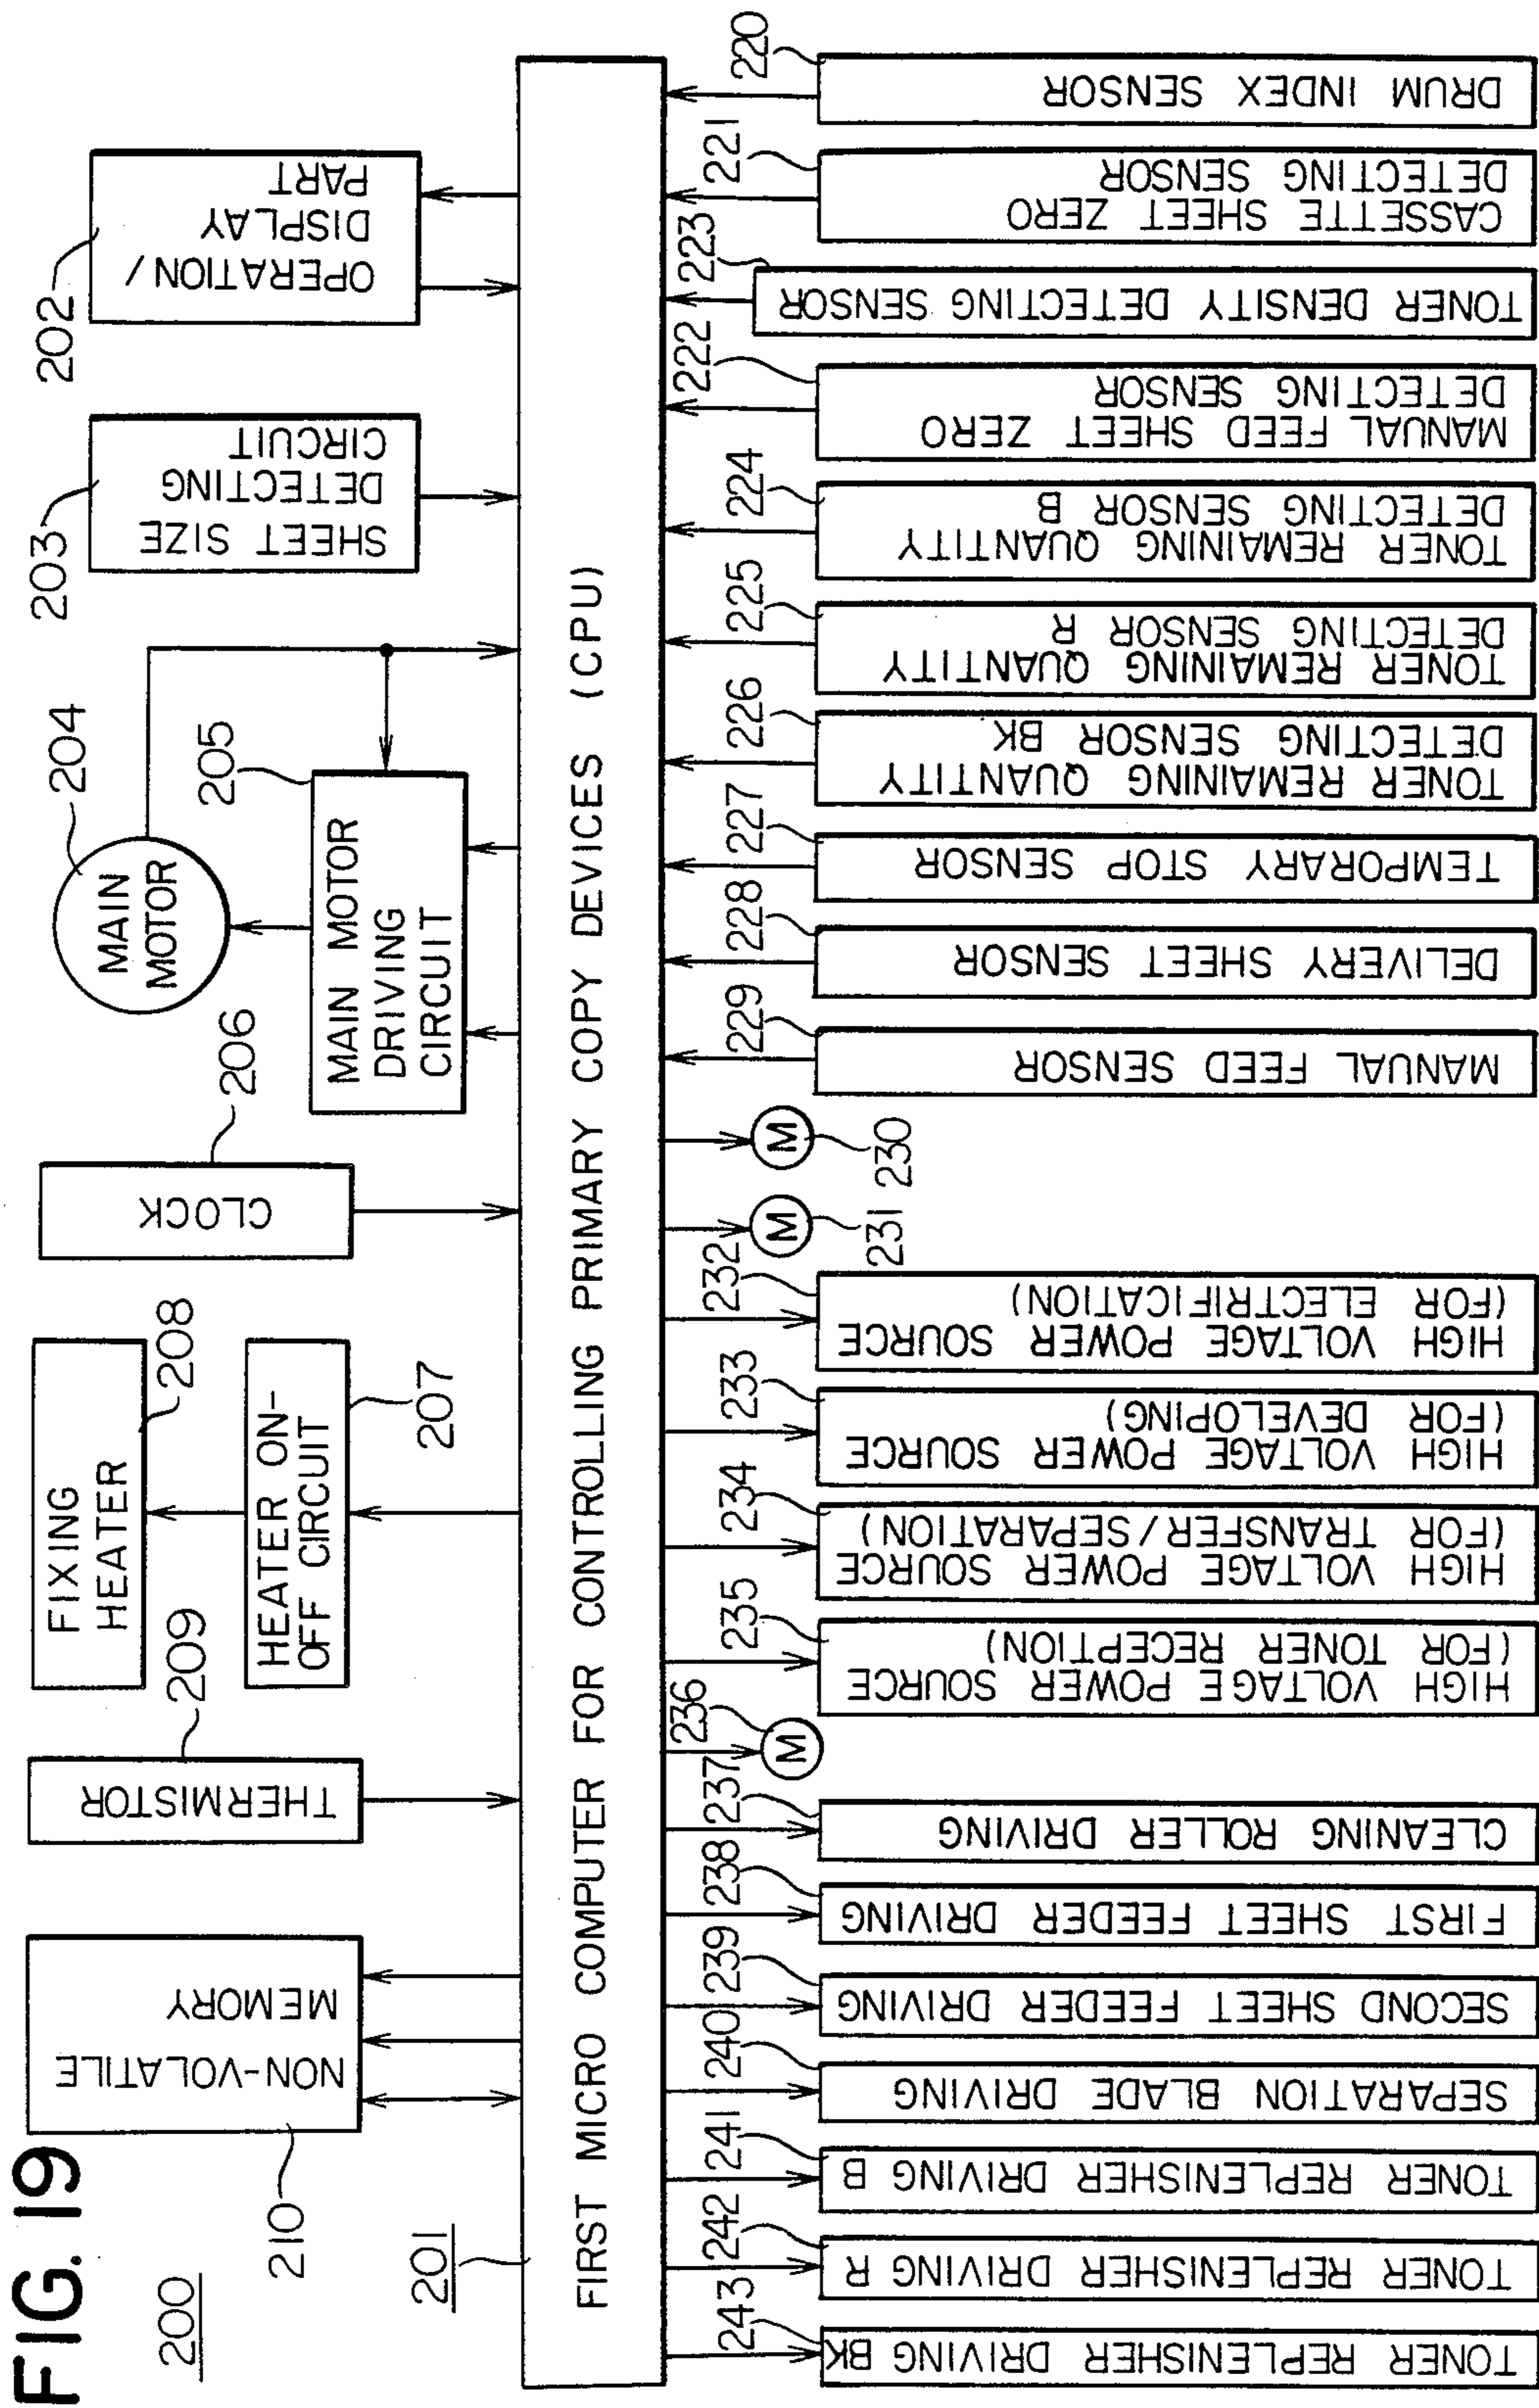 FIG. 19
200
210
NON-VOLATILE
MEMORY
209
THERMISTOR
FIXING
HEATER
208
HEATER ON-
OFF CIRCUIT
207
CLOCK
206
MAIN
MOTOR
204
MAIN MOTOR
DRIVING
CIRCUIT
205
203
SHEET SIZE
DETECTING
CIRCUIT
202
OPERATION/
DISPLAY
PART
201
FIRST MICRO COMPUTER FOR CONTROLLING PRIMARY COPY DEVICES (CPU)
243
TONER REPLENISHER DRIVING BK
242
TONER REPLENISHER DRIVING R
241
TONER REPLENISHER DRIVING B
240
SEPARATION BLADE DRIVING
239
SECOND SHEET FEEDER DRIVING
238
FIRST SHEET FEEDER DRIVING
237
CLEANING ROLLER DRIVING
236
M
235
HIGH VOLTAGE POWER SOURCE
(FOR TONER RECEPTION)
234
HIGH VOLTAGE POWER SOURCE
(FOR TRANSFER/SEPARATION)
233
HIGH VOLTAGE POWER SOURCE
(FOR DEVELOPING)
232
HIGH VOLTAGE POWER SOURCE
(FOR ELECTRIFICATION)
M
231
M
230
229
MANUAL FEED SENSOR
228
DELIVERY SHEET SENSOR
227
TEMPORARY STOP SENSOR
226
TONER REMAINING QUANTITY
DETECTING SENSOR BK
225
TONER REMAINING QUANTITY
DETECTING SENSOR R
224
TONER REMAINING QUANTITY
DETECTING SENSOR B
222
MANUAL FEED SHEET ZERO
DETECTING SENSOR
223
TONER DENSITY DETECTING SENSOR
221
CASSETTE SHEET ZERO
DETECTING SENSOR
220
DRUM INDEX SENSOR